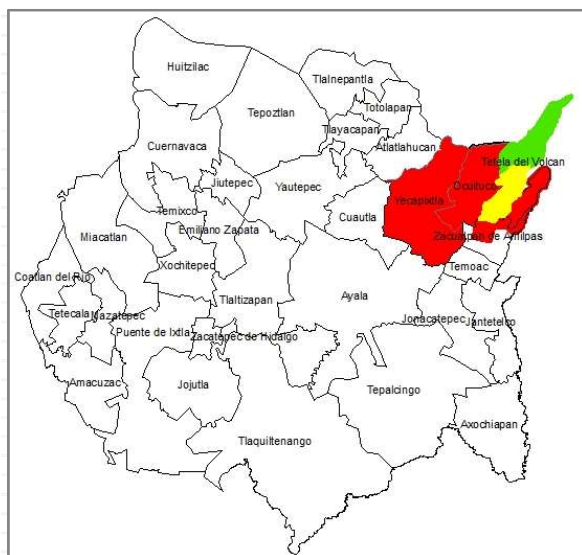 Huitzilac
Tlalnepantla
Tepoztlan
Totolapan
Tlayacapan
Atlatlahucan
Cuernavaca
Tetela del Volcan
Jiutepec
Yautepec
Ocuituco
Yecapixtla
Temixco
Cuautla
Emiliano Zapata
Zacualpan de Amilpas
Miacatlan
Xochitepec
Temoac
Coatlan del Rio
Tlaltizapan
Ayala
Tetecala
Mazatepec
Jonacatepec
Jantetelco
Puente de Ixtla
Zacatepec de Hidalgo
Amacuzac
Jojutla
Tepalcingo
Axochiapan
Tlaquiltenango